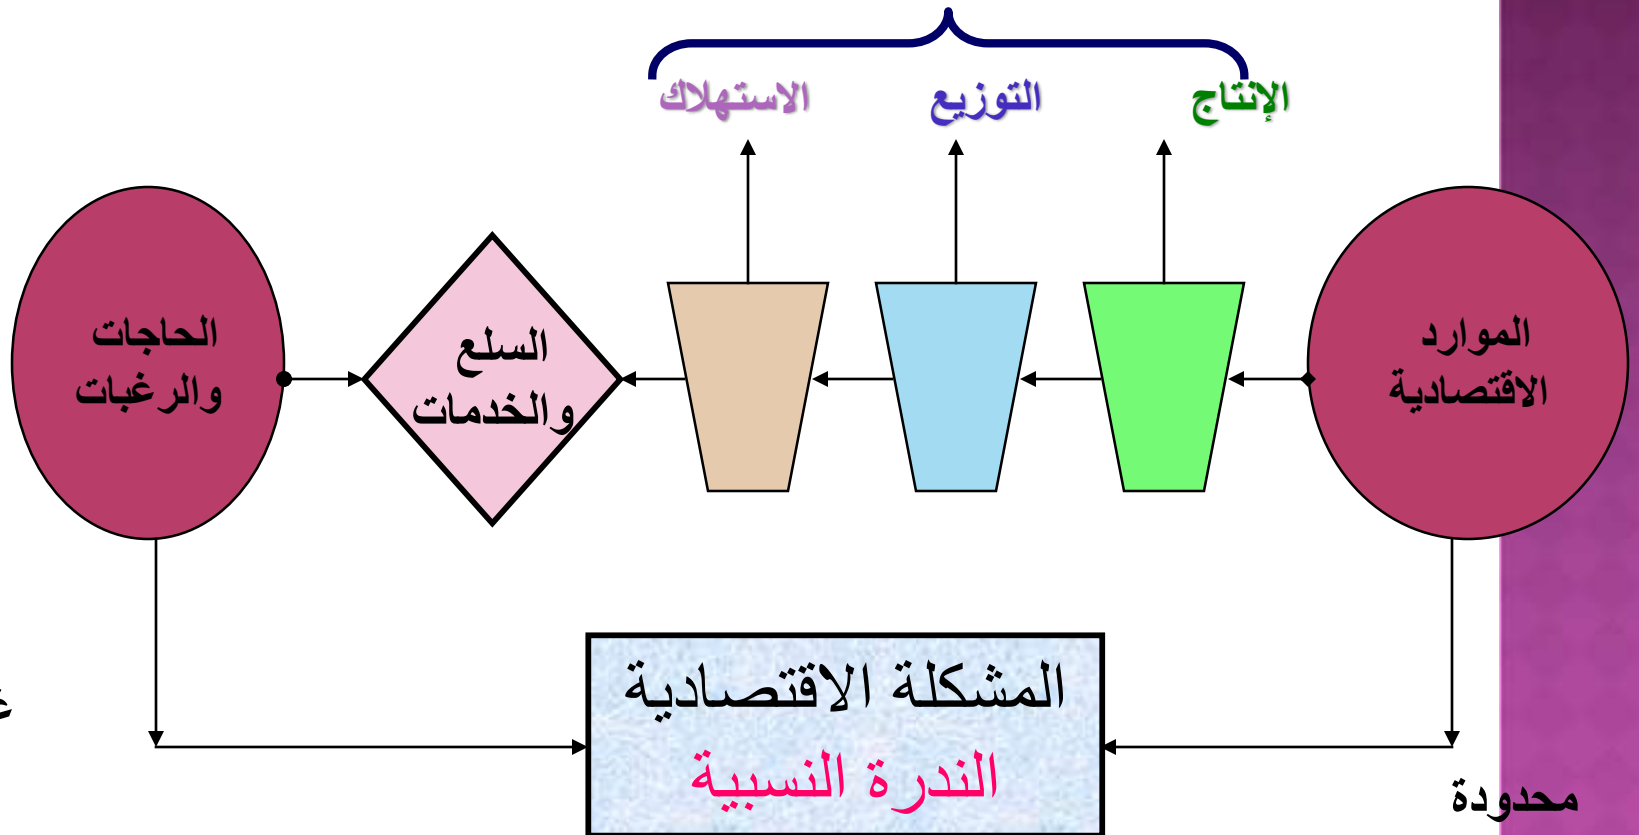 الإنتاج
التوزيع
الاستهلاك
الموارد
الاقتصادية
السلع
والخدمات
الحاجات
والرغبات
المشكلة الاقتصادية
الندرة النسبية
محدودة